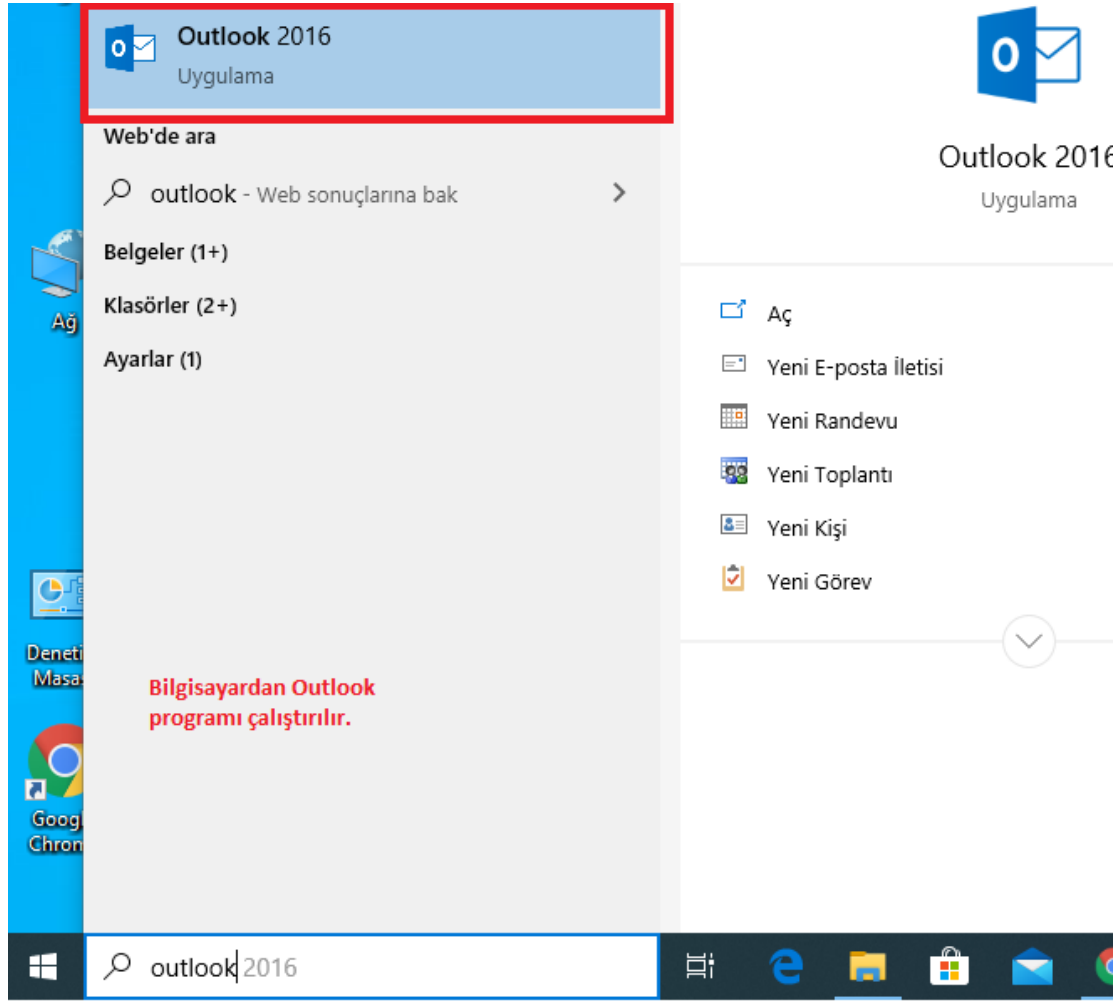 Outlook 2016
Uygulama
Web'de ara
outlook - Web sonuçlarına bak
Belgeler (1+)
Klasörler (2+)
Ayarlar (1)
Outlook 2016
Uygulama
Aç
Yeni E-posta İletisi
Yeni Randevu
Yeni Toplantı
Yeni Kişi
Yeni Görev
Ağ
Deneti
Masas
Googl
Chron
Bilgisayardan Outlook
programı çalıştırılır.
outlook 2016